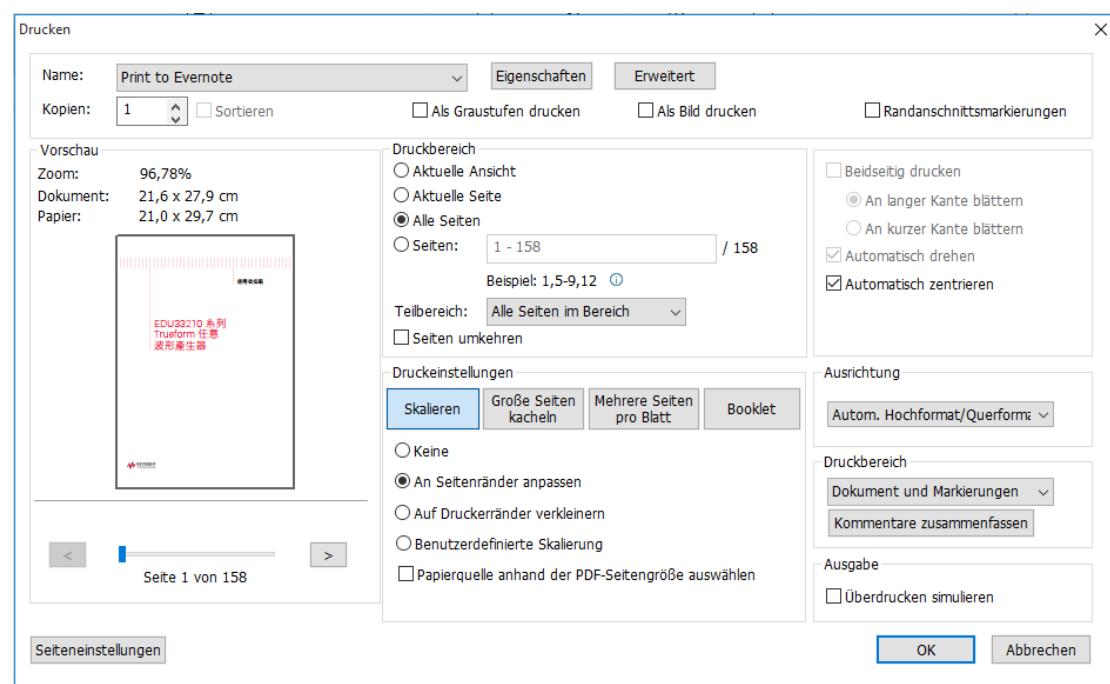 Drucken
Name: Print to Evernote Eigenschaften Erweitert
Kopien: 1 Sortieren Als Graustufen drucken Als Bild drucken Randanschnittsmarkierungen
Vorschau
Zoom: 96,78%
Dokument: 21,6 x 27,9 cm
Papier: 21,0 x 29,7 cm
使用者指南
EDU33210 系列
Trueform 任意
波形產生器
KEYSIGHT
< >
Seite 1 von 158
Druckbereich
Aktuelle Ansicht
Aktuelle Seite
Alle Seiten
Seiten: 1 - 158 / 158
Beispiel: 1,5-9,12
Teilbereich: Alle Seiten im Bereich
Seiten umkehren
Druckeinstellungen
Skalieren
Große Seiten
kacheln
Mehrere Seiten
pro Blatt
Booklet
Keine
An Seitenränder anpassen
Auf Druckerränder verkleinern
Benutzerdefinierte Skalierung
Papierquelle anhand der PDF-Seitengröße auswählen
Beidseitig drucken
An langer Kante blättern
An kurzer Kante blättern
Automatisch drehen
Automatisch zentrieren
Ausrichtung
Autom. Hochformat/Querforma
Druckbereich
Dokument und Markierungen
Kommentare zusammenfassen
Ausgabe
Überdrucken simulieren
Seiteneinstellungen OK Abbrechen